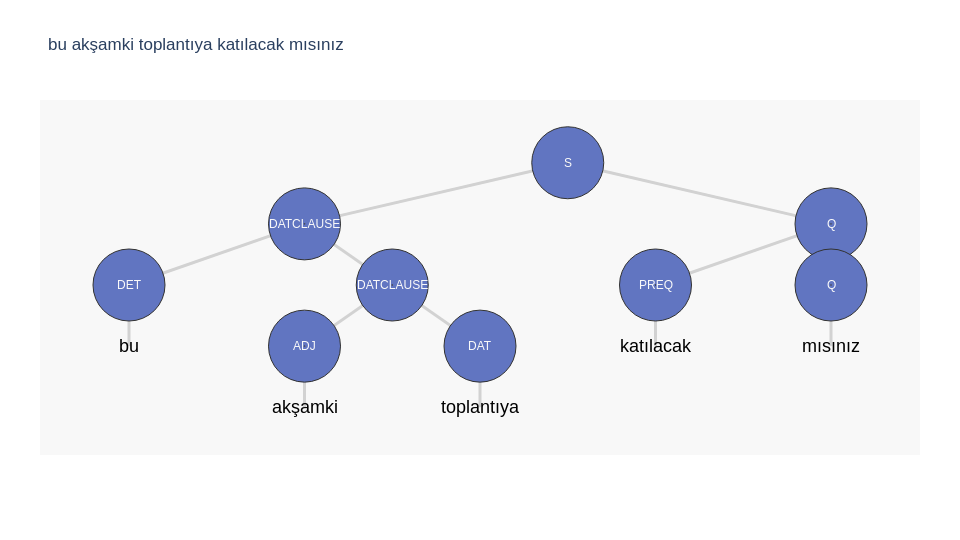 bu akşamki toplantıya katılacak mısınız
S
DATCLAUSE Q
DET DATCLAUSE PREQ Q
bu ADJ DAT katılacak mısınız
akşamki toplantıya